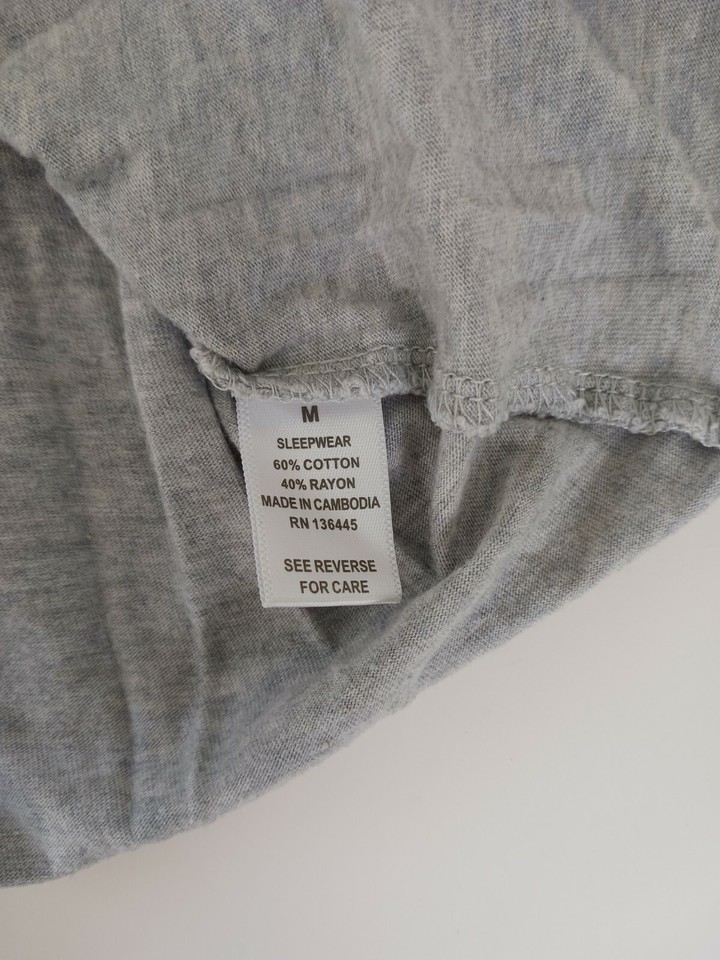 M
SLEEPWEAR
60% COTTON
40% RAYON
MADE IN CAMBODIA
RN 136445
SEE REVERSE
FOR CARE